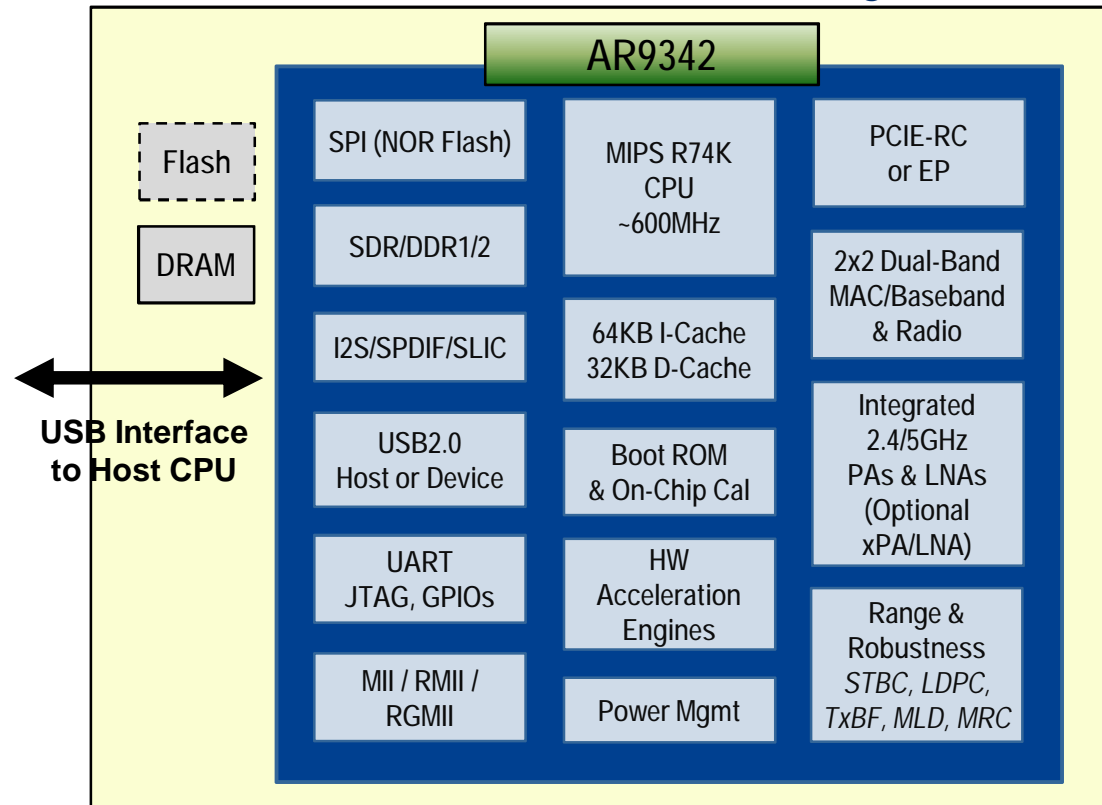 AR9342
Flash
DRAM
USB Interface
to Host CPU
SPI (NOR Flash)
SDR/DDR1/2
I2S/SPDIF/SLIC
USB2.0
Host or Device
UART
JTAG, GPIOs
MII / RMII /
RGMII
MIPS R74K
CPU
~600MHz
64KB I-Cache
32KB D-Cache
Boot ROM
& On-Chip Cal
HW
Acceleration
Engines
Power Mgmt
PCIE-RC
or EP
2x2 Dual-Band
MAC/Baseband
& Radio
Integrated
2.4/5GHz
PAs & LNAs
(Optional
xPA/LNA)
Range &
Robustness
STBC, LDPC,
TxBF, MLD, MRC